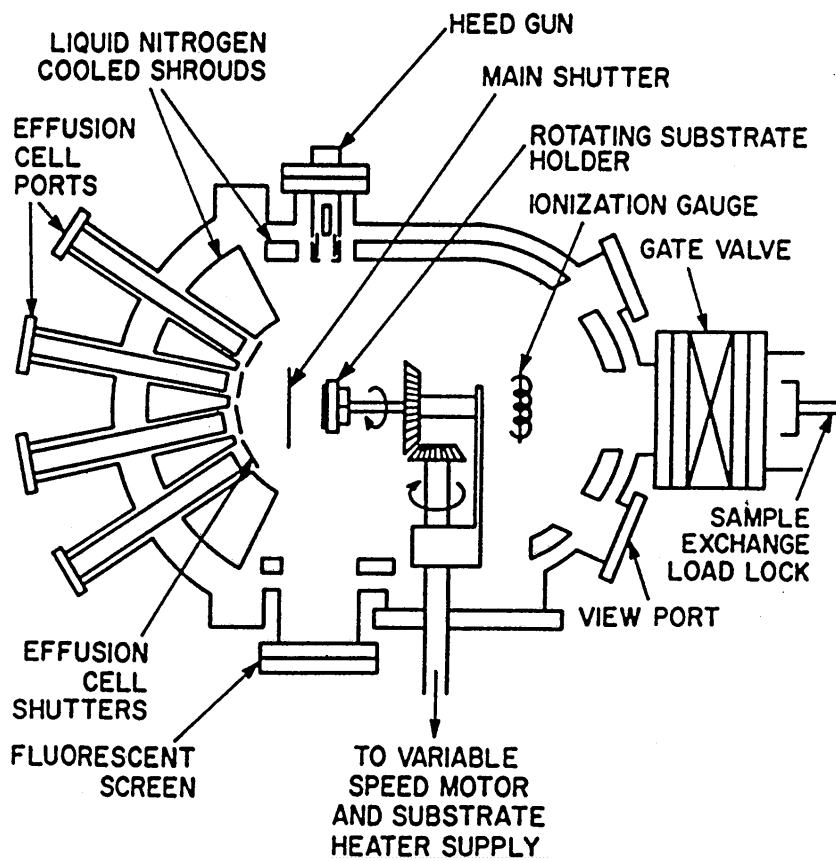 HEED GUN
LIQUID NITROGEN
COOLED SHROUDS
MAIN SHUTTER
EFFUSION
CELL
PORTS
ROTATING SUBSTRATE
HOLDER
IONIZATION GAUGE
GATE VALVE
SAMPLE
EXCHANGE
LOAD LOCK
VIEW PORT
EFFUSION
CELL
SHUTTERS
FLUORESCENT
SCREEN
TO VARIABLE
SPEED MOTOR
AND SUBSTRATE
HEATER SUPPLY